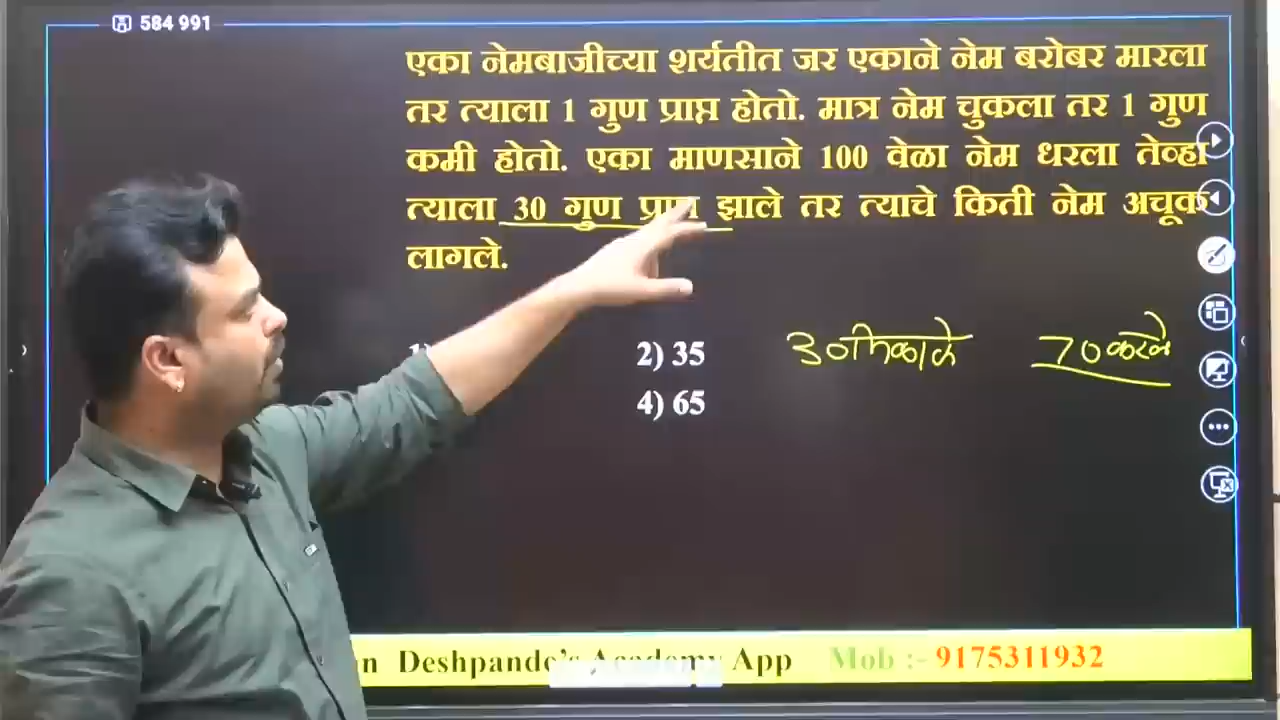 584 991
एका नेमबाजीच्या शर्यतीत जर एकाने नेम बरोबर मारला
तर त्याला 1 गुण प्राप्त होतो. मात्र नेम चुकला तर 1 गुण
कमी होतो. एका माणसाने 100 वेळा नेम धरला तेव्हा
त्याला 30 गुण प्राप्त झाले तर त्याचे किती नेम अचूक
लागले.
2) 35
30 मिळाले 70
4) 65
Deshpande's Academy App Mob :- 9175311932